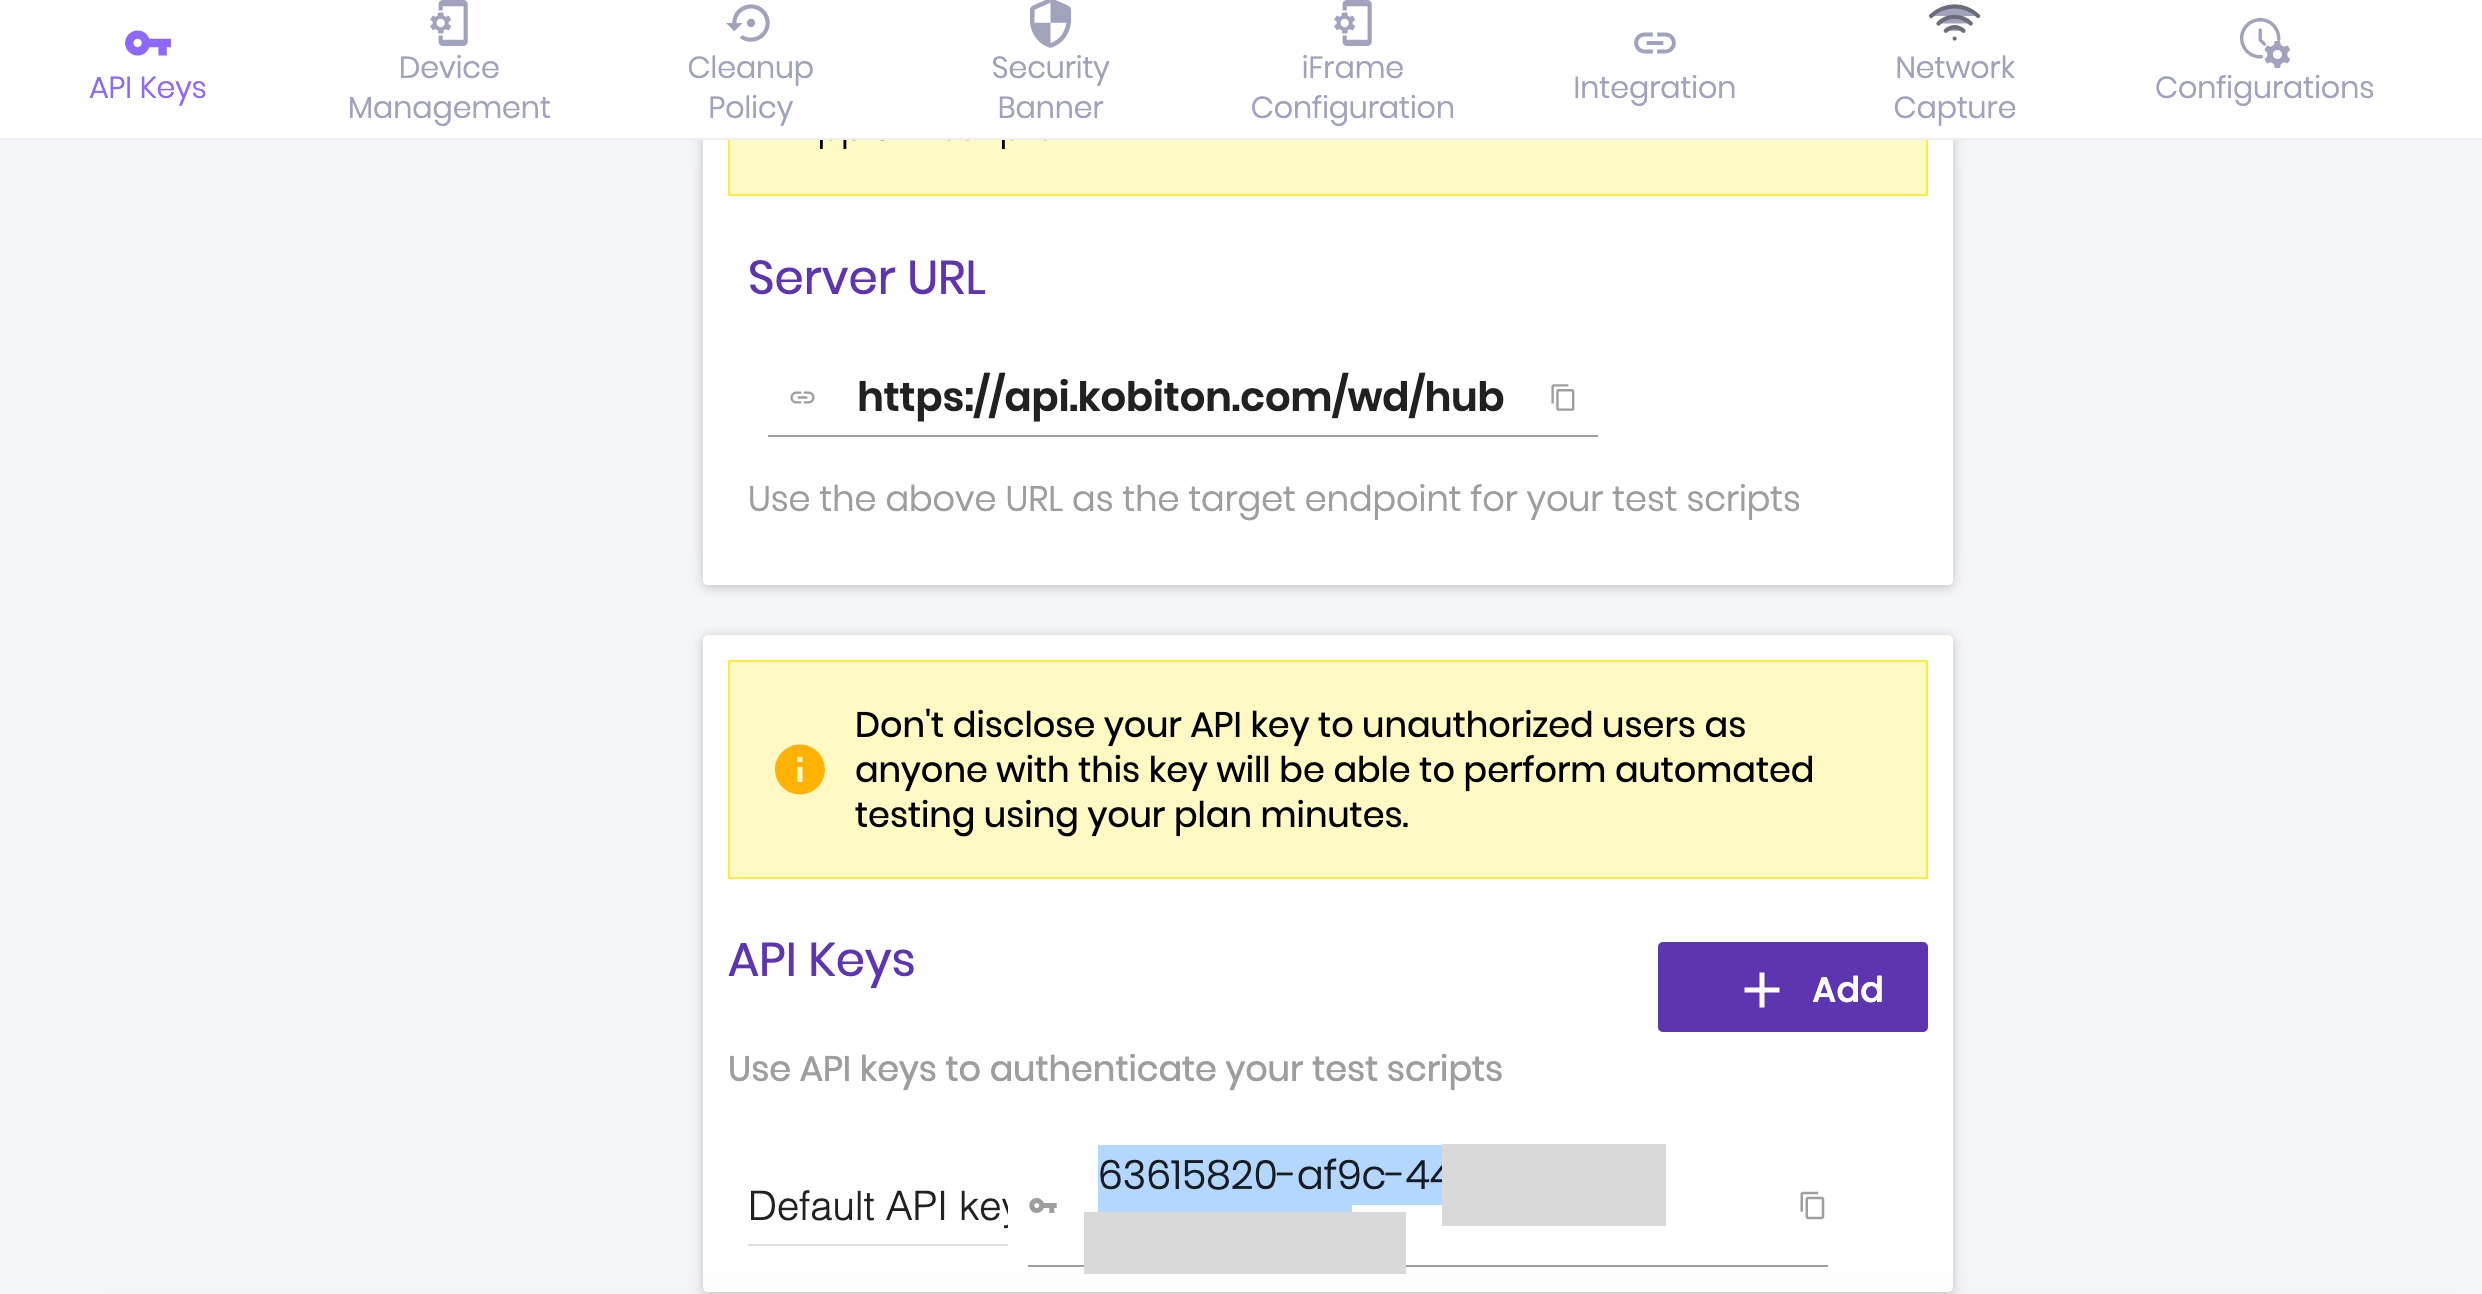 API Keys
Device
Management
Cleanup
Policy
Security
Banner
iFrame
Configuration
Integration
Network
Capture
Configurations
Server URL
https://api.kobiton.com/wd/hub
Use the above URL as the target endpoint for your test scripts
Don't disclose your API key to unauthorized users as
anyone with this key will be able to perform automated
testing using your plan minutes.
API Keys
Add
Use API keys to authenticate your test scripts
Default API key
63615820-af9c-44